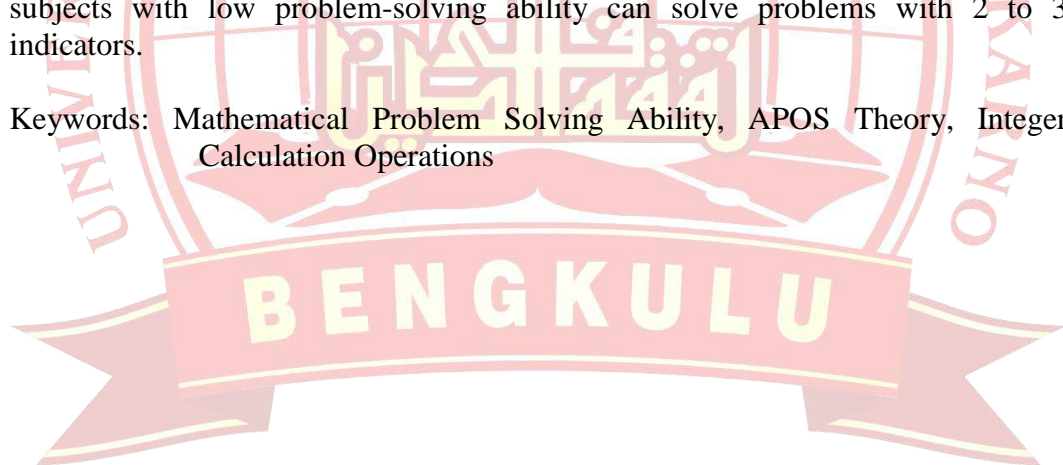 subjects with low problem-solving ability can solve problems with 2 to 3
indicators.
Keywords: Mathematical Problem Solving Ability, APOS Theory, Integer
Calculation Operations
BENGKULU